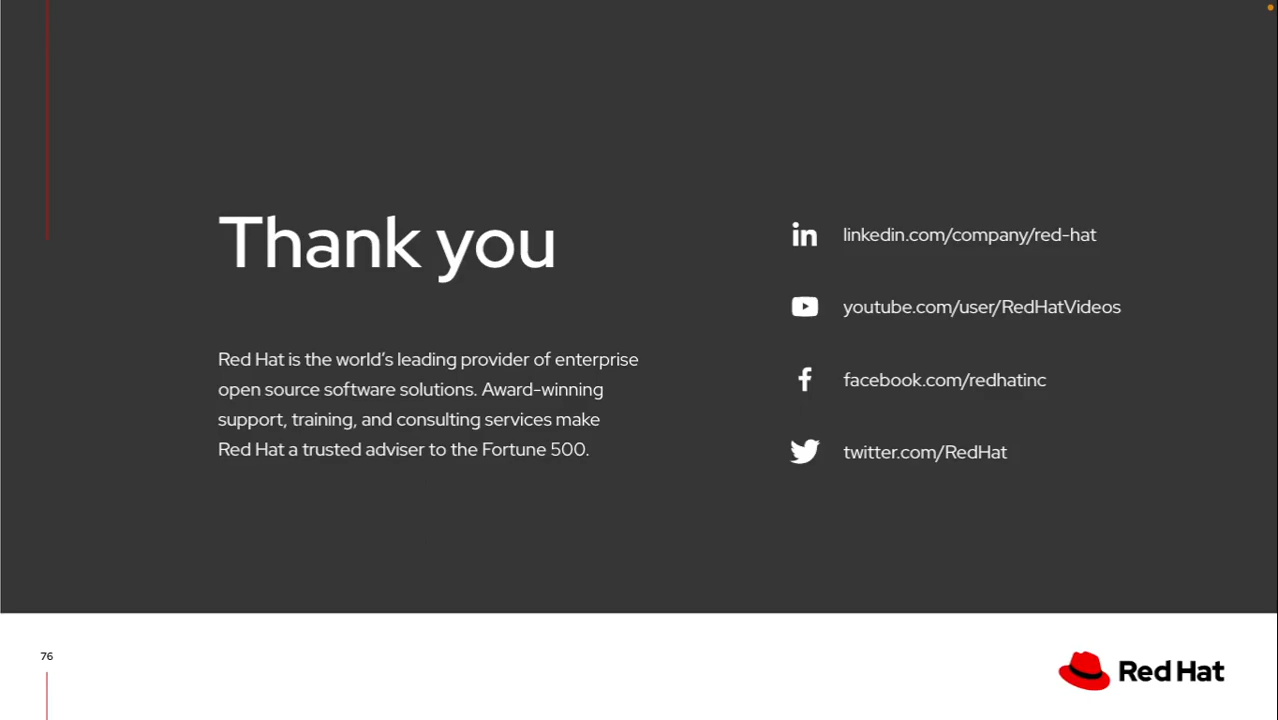 Thank you
Red Hat is the world’s leading provider of enterprise
open source software solutions. Award-winning
support, training, and consulting services make
Red Hat a trusted adviser to the Fortune 500.
linkedin.com/company/red-hat
youtube.com/user/RedHatVideos
facebook.com/redhatinc
twitter.com/RedHat
76
Red Hat